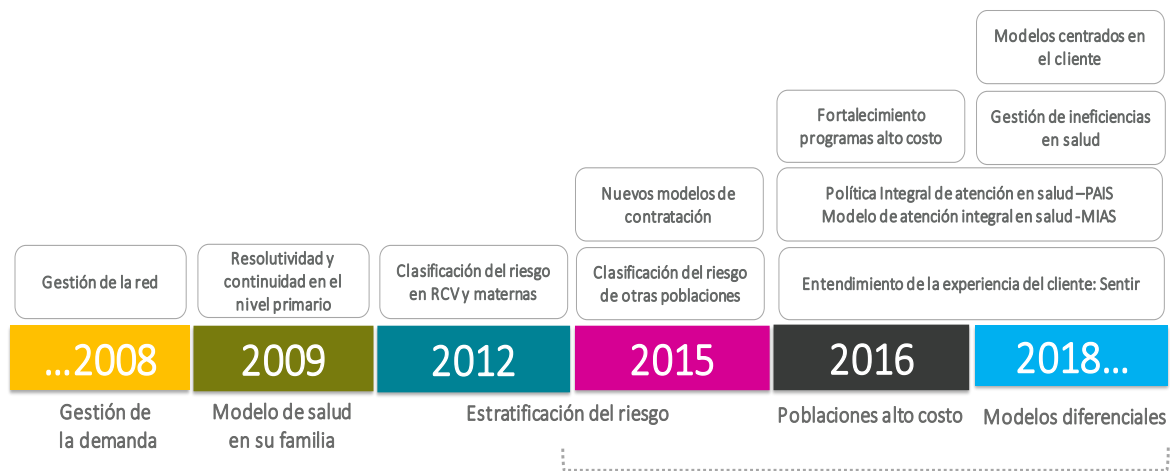 Modelos centrados en
el cliente
Fortalecimiento
programas alto costo
Gestión de ineficiencias
en salud
Nuevos modelos de
contratación
Política Integral de atención en salud –PAIS
Modelo de atención integral en salud -MIAS
Gestión de la red
Resolutividad y
continuidad en el
nivel primario
Clasificación del riesgo
en RCV y maternas
Clasificación del riesgo
de otras poblaciones
Entendimiento de la experiencia del cliente: Sentir
...2008
2009
2012
2015
2016
2018...
Gestión de
la demanda
Modelo de salud
en su familia
Estratificación del riesgo
Poblaciones alto costo
Modelos diferenciales